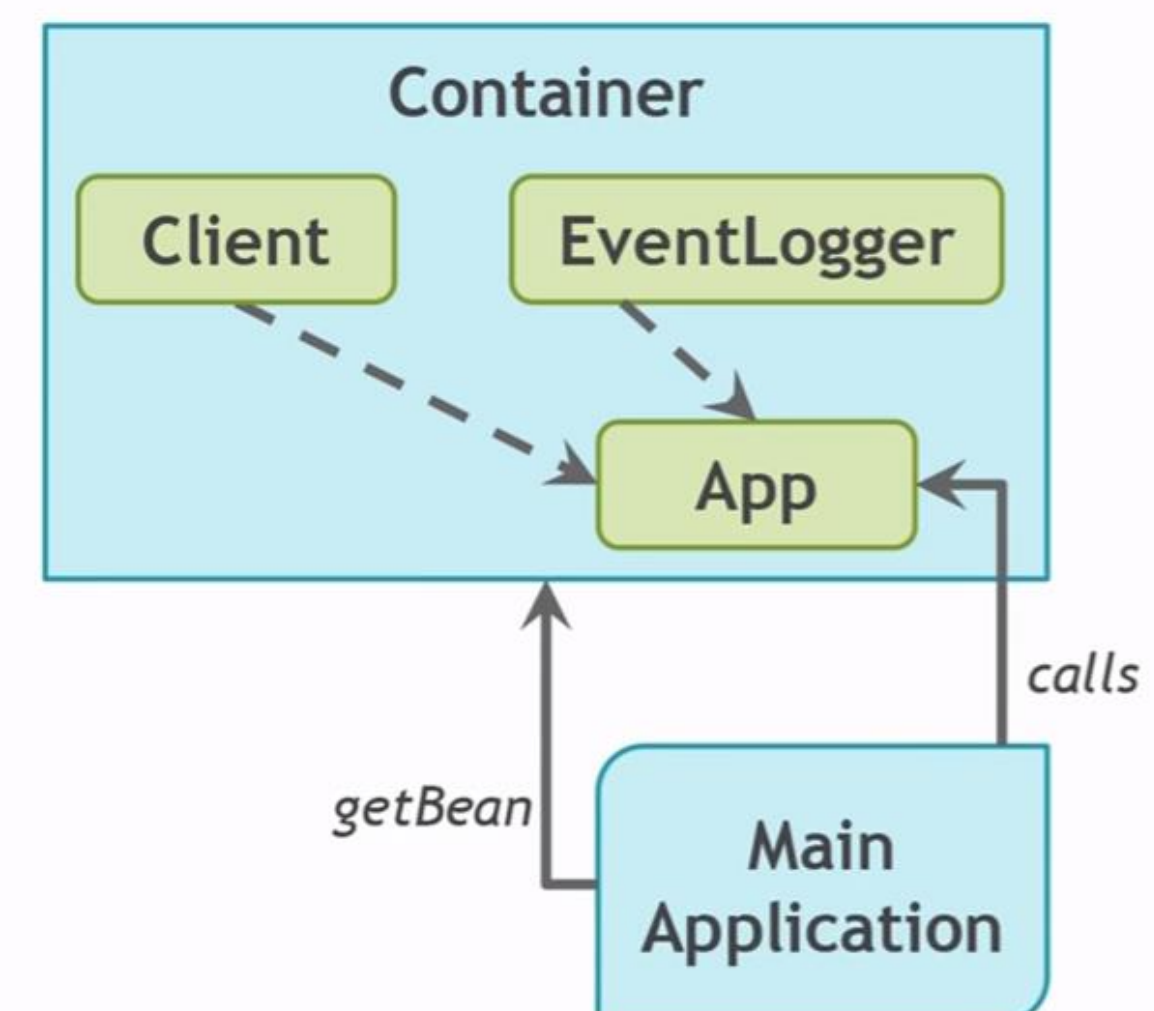 Container
Client
EventLogger
App
calls
getBean
Main
Application